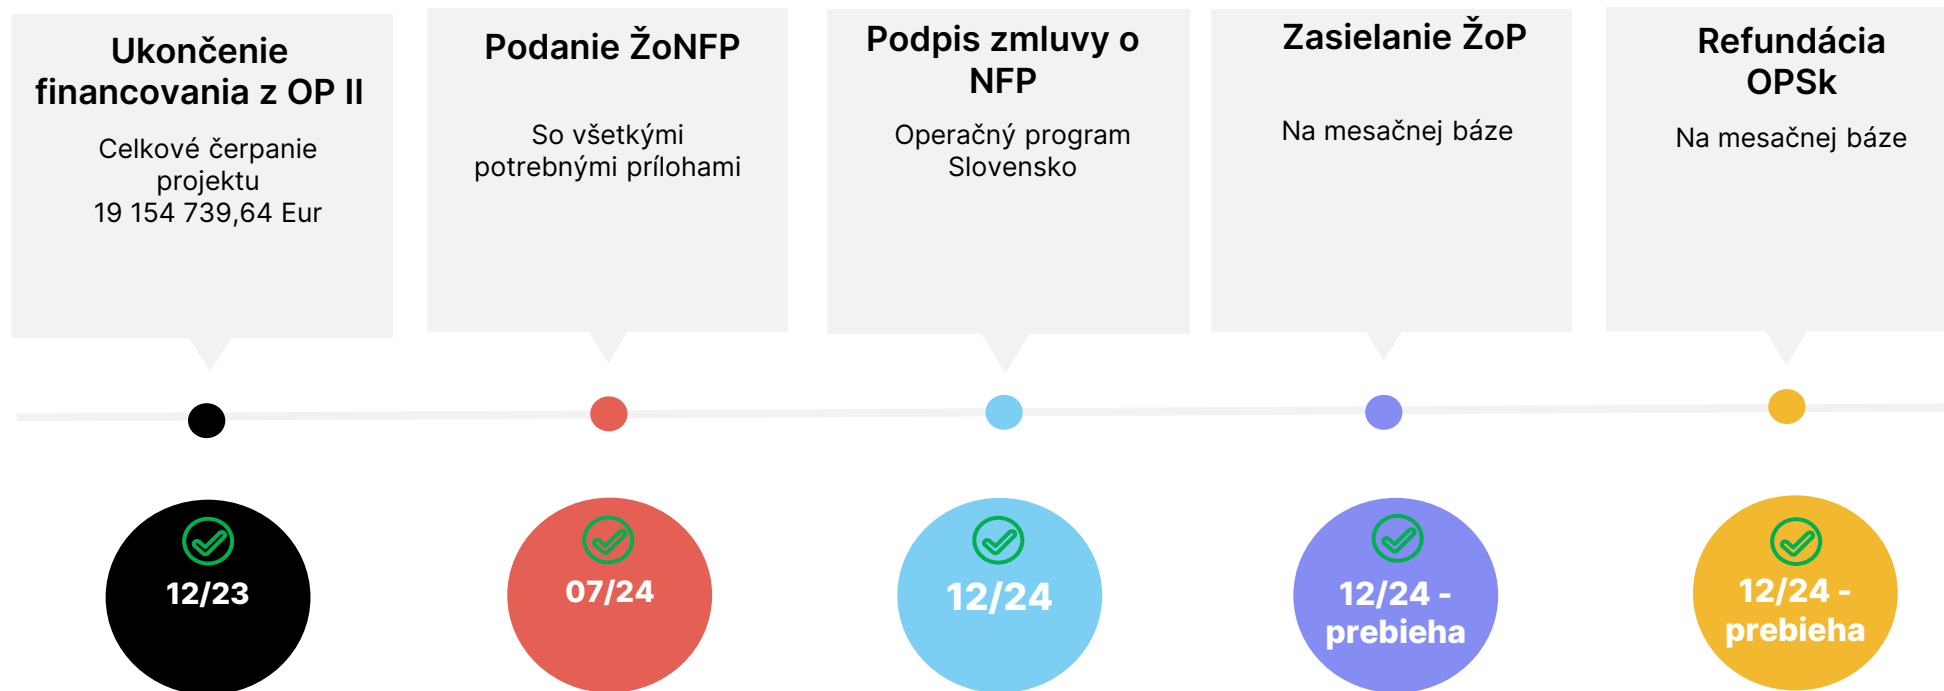 Ukončenie
financovania z OP II
Celkové čerpanie
projektu
19 154 739,64 Eur
Podanie ŽoNFP
So všetkými
potrebnými prílohami
Podpis zmluvy o
NFP
Operačný program
Slovensko
Zasielanie ŽoP
Na mesačnej báze
Refundácia
OPSk
Na mesačnej báze
12/23
07/24
12/24
12/24 -
prebieha
12/24 -
prebieha